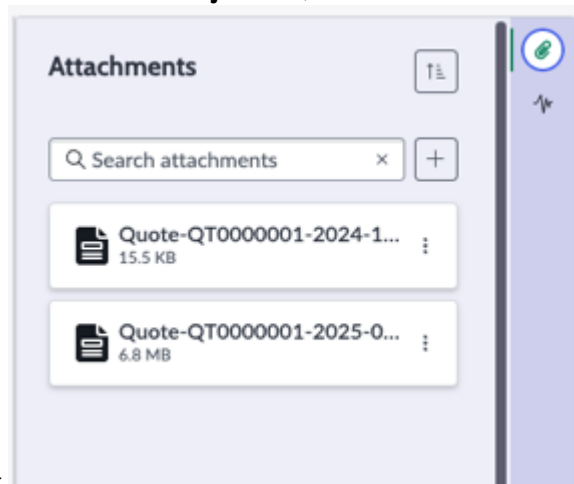 Attachments
Search attachments
Quote-QT0000001-2024-1...
15.5 KB
Quote-QT0000001-2025-0...
6.8 MB